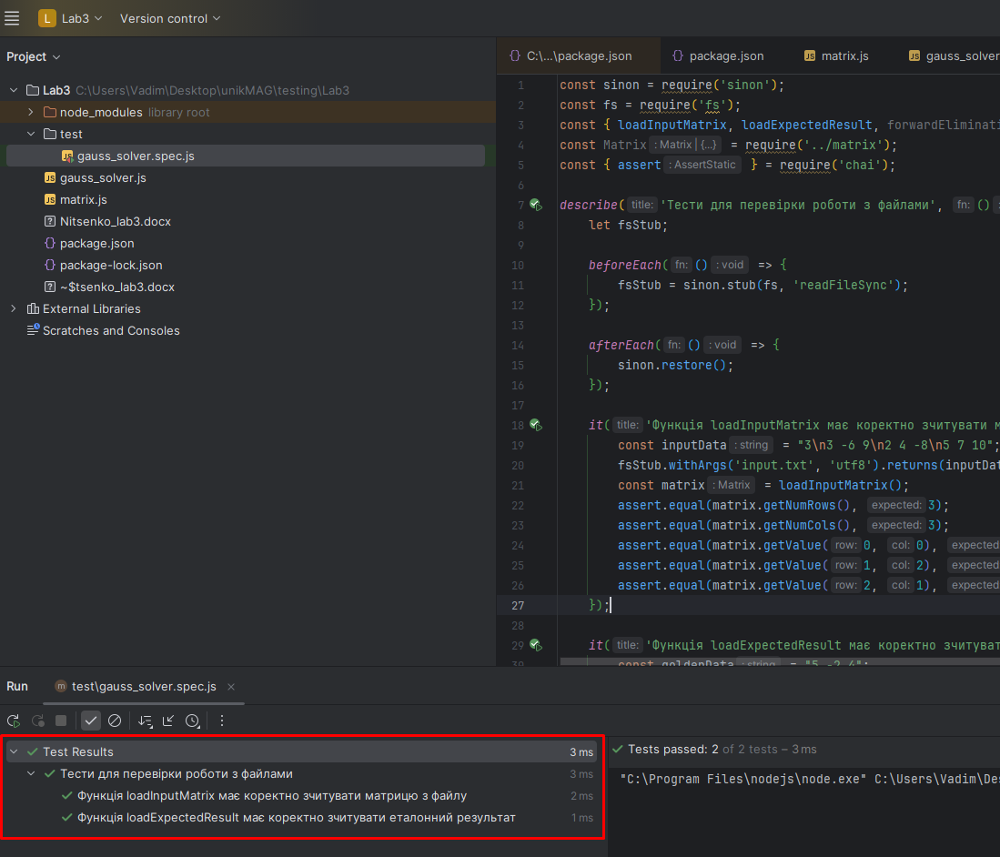 L Lab3 Version control
Project
Lab3 C:\Users\Vadim\Desktop\unikMAG\testing\Lab3
node_modules library root
test
gauss_solver.spec.js
gauss_solver.js
matrix.js
Nitsenko_lab3.docx
package.json
package-lock.json
~$tsenko_lab3.docx
External Libraries
Scratches and Consoles
{} C:\...\package.json {} package.json JS matrix.js JS gauss_solver
1 const sinon = require('sinon');
2 const fs = require('fs');
3 const { loadInputMatrix, loadExpectedResult, forwardEliminati
4 const Matrix : Matrix | {...} = require('../matrix');
5 const { assert : AssertStatic } = require('chai');
6
7 describe( title: 'Тести для перевірки роботи з файлами', fn: () :
8 let fsStub;
9
10 beforeEach( fn: () : void => {
11 fsStub = sinon.stub(fs, 'readFileSync');
12 });
13
14 afterEach( fn: () : void => {
15 sinon.restore();
16 });
17
18 it( title: 'Функція loadInputMatrix має коректно зчитувати м
19 const inputData : string = "3\n3 -6 9\n2 4 -8\n5 7 10";
20 fsStub.withArgs('input.txt', 'utf8').returns(inputDat
21 const matrix : Matrix = loadInputMatrix();
22 assert.equal(matrix.getNumRows(), expected: 3);
23 assert.equal(matrix.getNumCols(), expected: 3);
24 assert.equal(matrix.getValue( row: 0, col: 0), expected
25 assert.equal(matrix.getValue( row: 1, col: 2), expected
26 assert.equal(matrix.getValue( row: 2, col: 1), expected
27 });
28
29 it( title: 'Функція loadExpectedResult має коректно зчитуват
30 const goldenData : string = "5 -2 4";
Run test\gauss_solver.spec.js
Test Results 3 ms
Тести для перевірки роботи з файлами 3 ms
Функція loadInputMatrix має коректно зчитувати матрицю з файлу 2 ms
Функція loadExpectedResult має коректно зчитувати еталонний результат 1 ms
Tests passed: 2 of 2 tests – 3 ms
"C:\Program Files\nodejs\node.exe" C:\Users\Vadim\Des